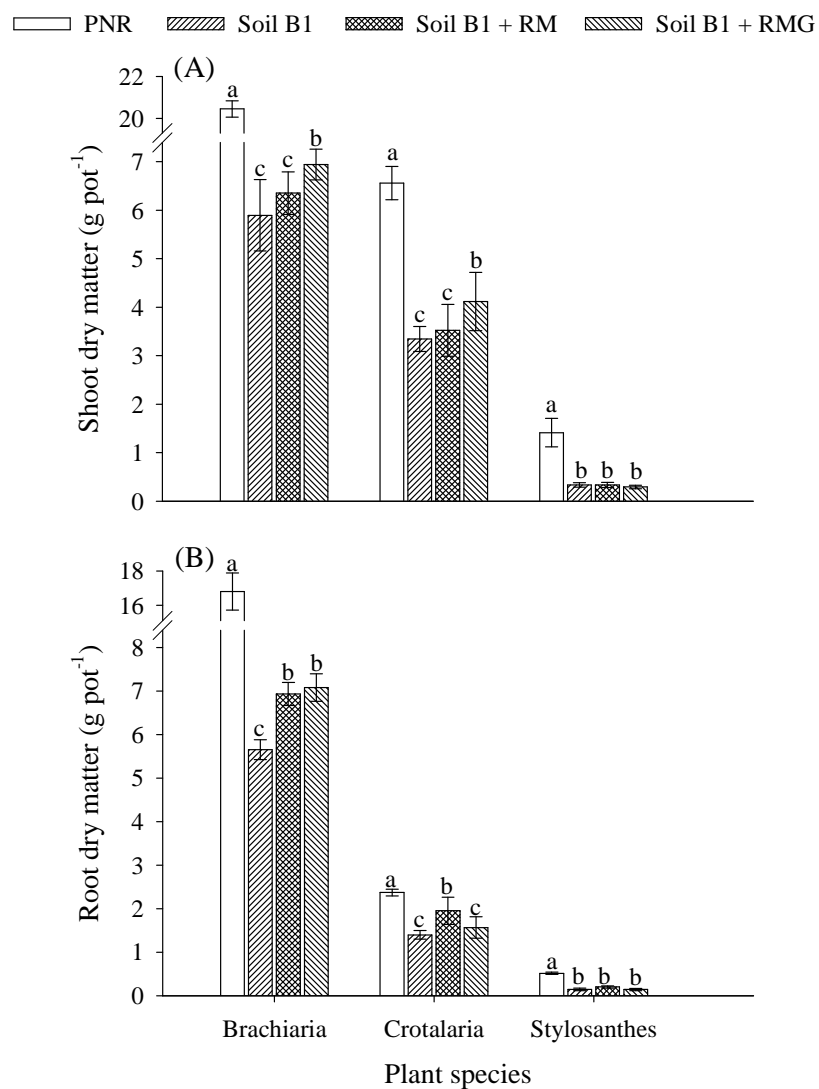 PNR Soil B1 Soil B1 + RM Soil B1 + RMG
(A)
Shoot dry matter (g pot⁻¹)
22
20
7
6
5
4
3
2
1
0
a
c
c
b
a
c
c
b
a
b
b
b
(B)
Root dry matter (g pot⁻¹)
18
16
8
7
6
5
4
3
2
1
0
a
c
b
b
a
c
b
c
a
b
b
b
Brachiaria Crotalaria Stylosanthes
Plant species